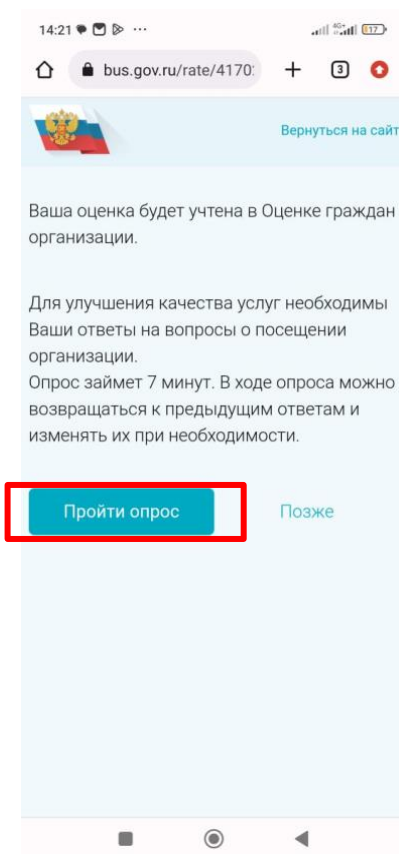 14:21
4G+
17
bus.gov.ru/rate/4170
3
Вернуться на сайт
Ваша оценка будет учтена в Оценке граждан
организации.
Для улучшения качества услуг необходимы
Ваши ответы на вопросы о посещении
организации.
Опрос займет 7 минут. В ходе опроса можно
возвращаться к предыдущим ответам и
изменять их при необходимости.
Пройти опрос
Позже